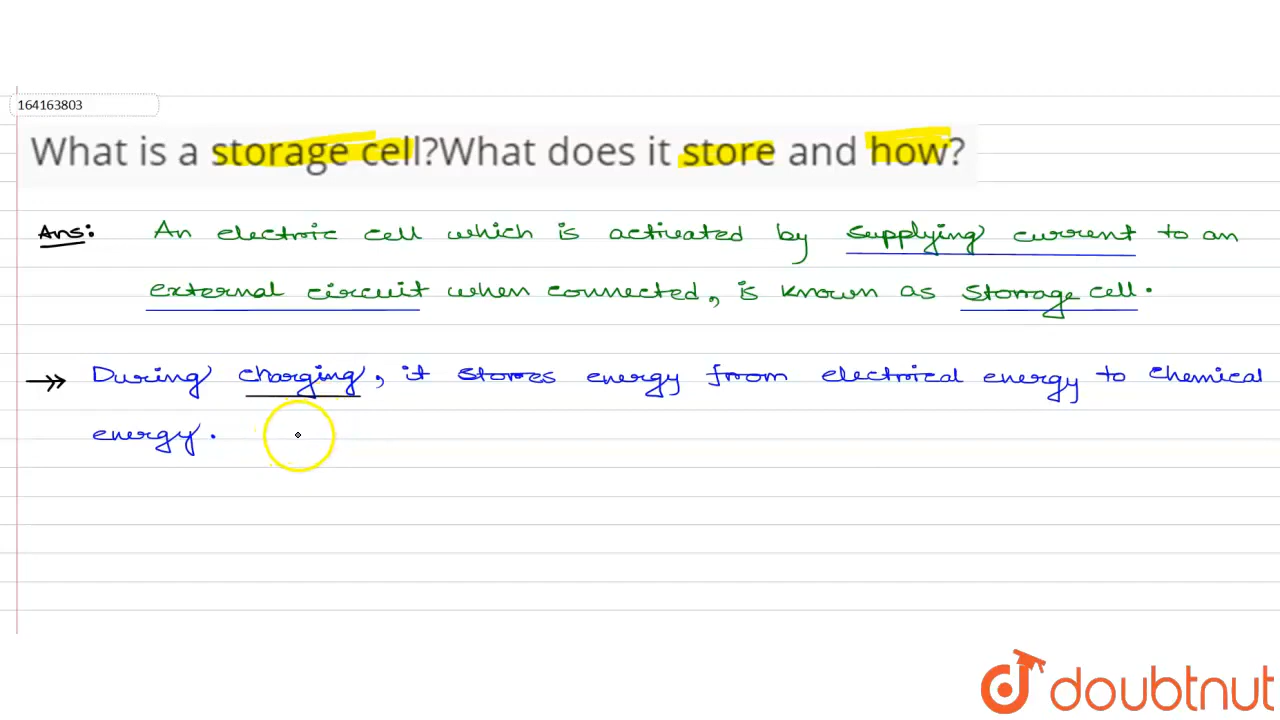 164163803
What is a storage cell?What does it store and how?
Ans: An electric cell which is activated by supplying current to an
external circuit when connected, is known as storage cell.
→» During charging, it stores energy from electrical energy to chemical
energy.
doubtnut